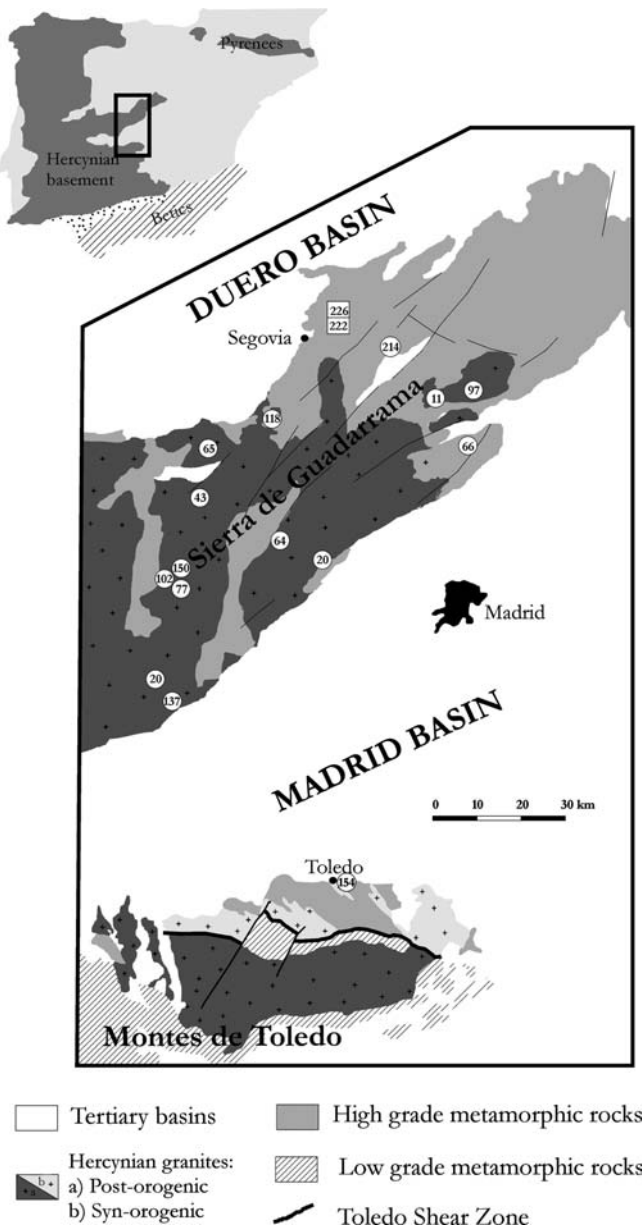 Pyrenees
Hercynian
basement
Betics
DUERO BASIN
226
222
Segovia
214
11
97
118
65
66
Sierra de Guadarrama
43
64
20
150
102
77
Madrid
20
137
MADRID BASIN
0 10 20 30 km
Toledo
154
Montes de Toledo
Tertiary basins
High grade metamorphic rocks
Hercynian granites:
a) Post-orogenic
b) Syn-orogenic
a
b
Low grade metamorphic rocks
Toledo Shear Zone